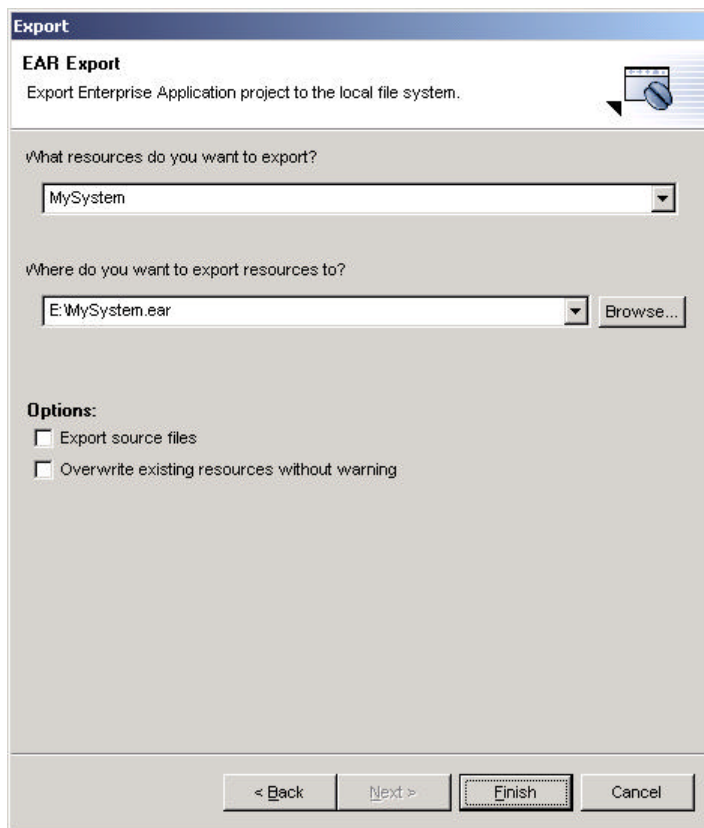 Export
EAR Export
Export Enterprise Application project to the local file system.
What resources do you want to export?
MySystem
Where do you want to export resources to?
E:\MySystem.ear
Browse...
Options:
Export source files
Overwrite existing resources without warning
< Back
Next >
Finish
Cancel